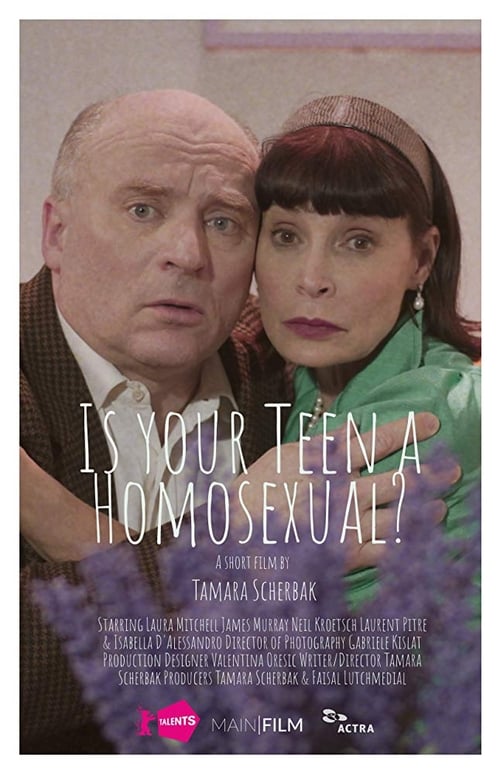 Is your Teen a
Homosexual?
A short film by
Tamara Scherbak
Starring Laura Mitchell James Murray Neil Kroetsch Laurent Pitre
& Isabella D'Alessandro Director of Photography Gabriele Kislat
Production Designer Valentina Oresic Writer/Director Tamara
Scherbak Producers Tamara Scherbak & Faisal Lutchmedial
TALENTS MAIN|FILM ACTRA